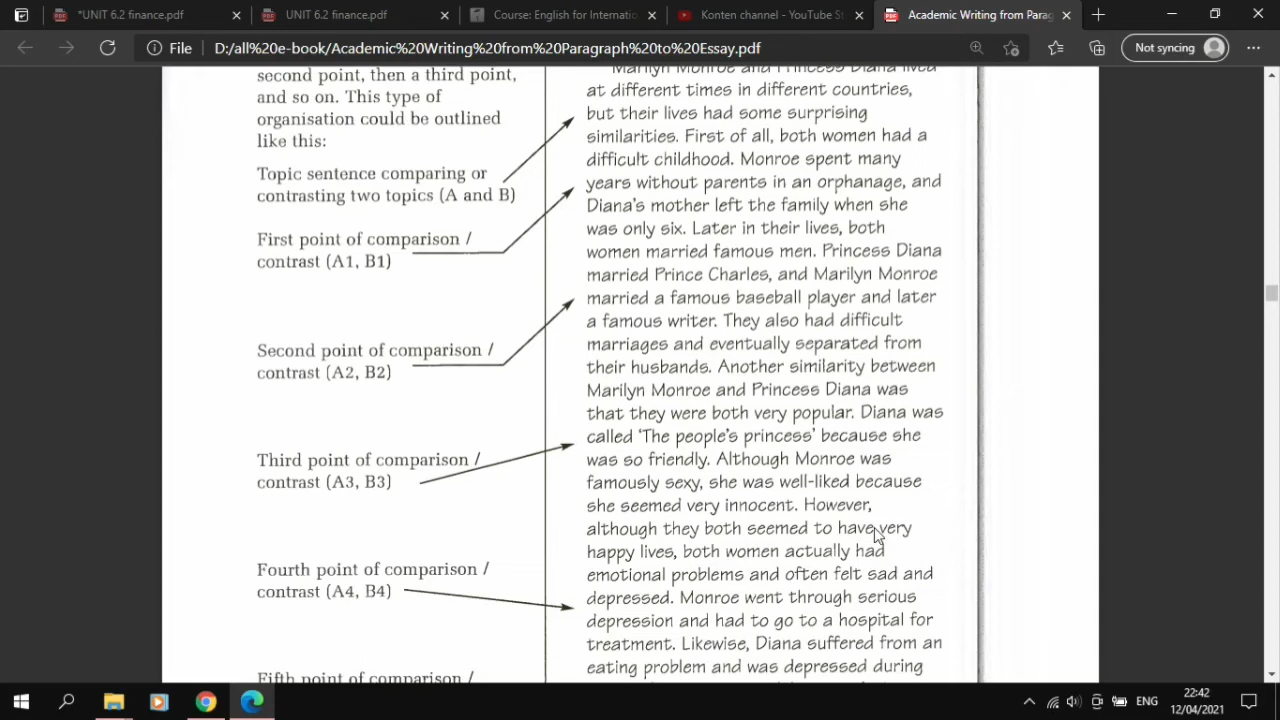 *UNIT 6.2 finance.pdf
UNIT 6.2 finance.pdf
Course: English for Internatio
Konten channel - YouTube St
Academic Writing from Parag
File
D:/all%20e-book/Academic%20Writing%20from%20Paragraph%20to%20Essay.pdf
Not syncing
second point, then a third point,
and so on. This type of
organisation could be outlined
like this:
Topic sentence comparing or
contrasting two topics (A and B)
First point of comparison /
contrast (A1, B1)
Second point of comparison /
contrast (A2, B2)
Third point of comparison /
contrast (A3, B3)
Fourth point of comparison /
contrast (A4, B4)
Fifth point of comparison /
Marilyn Monroe and Princess Diana lived
at different times in different countries,
but their lives had some surprising
similarities. First of all, both women had a
difficult childhood. Monroe spent many
years without parents in an orphanage, and
Diana's mother left the family when she
was only six. Later in their lives, both
women married famous men. Princess Diana
married Prince Charles, and Marilyn Monroe
married a famous baseball player and later
a famous writer. They also had difficult
marriages and eventually separated from
their husbands. Another similarity between
Marilyn Monroe and Princess Diana was
that they were both very popular. Diana was
called 'The people's princess' because she
was so friendly. Although Monroe was
famously sexy, she was well-liked because
she seemed very innocent. However,
although they both seemed to have very
happy lives, both women actually had
emotional problems and often felt sad and
depressed. Monroe went through serious
depression and had to go to a hospital for
treatment. Likewise, Diana suffered from an
eating problem and was depressed during
ENG
22:42
12/04/2021